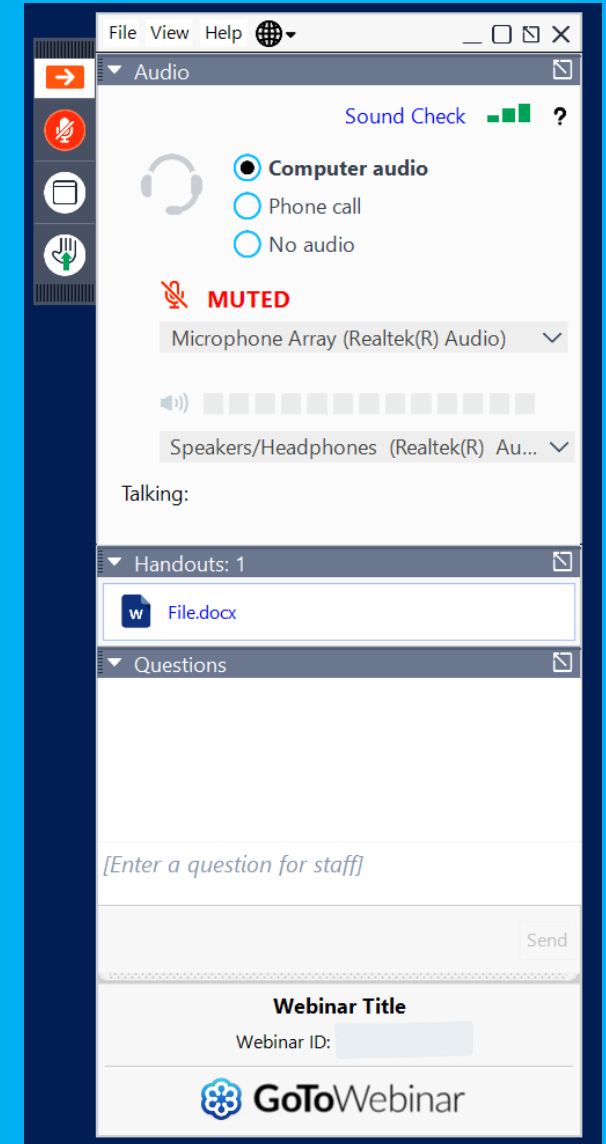 File View Help
Audio
Sound Check ?
Computer audio
Phone call
No audio
MUTED
Microphone Array (Realtek(R) Audio)
Speakers/Headphones (Realtek(R) Au...
Talking:
Handouts: 1
W File.docx
Questions
[Enter a question for staff]
Send
Webinar Title
Webinar ID:
GoToWebinar